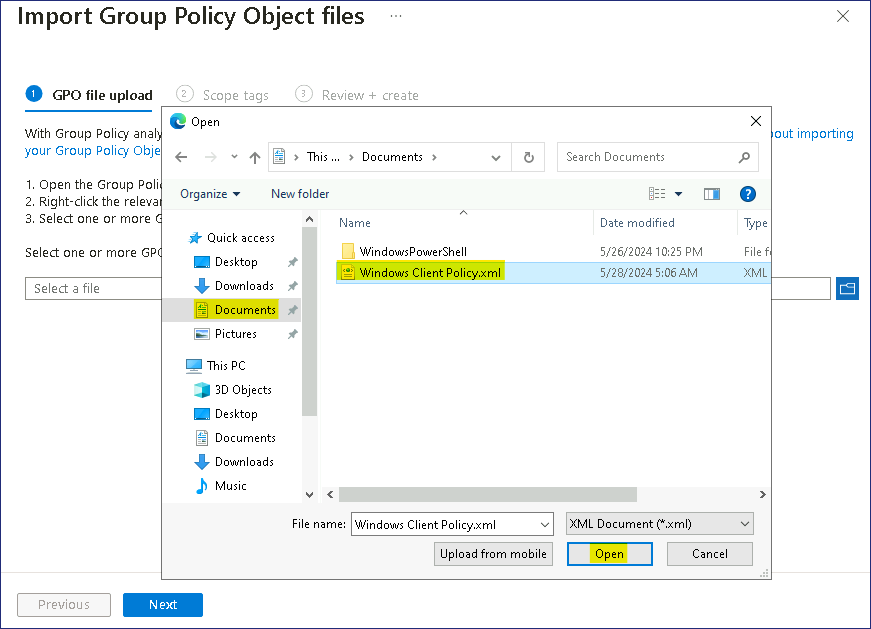 Import Group Policy Object files ...
1 GPO file upload 2 Scope tags 3 Review + create
With Group Policy analy
out importing
your Group Policy Obje
1. Open the Group Polic
2. Right-click the relevan
3. Select one or more G
Select one or more GPO
Select a file
Open
This ... > Documents >
Search Documents
Organize
New folder
?
Name
Date modified
Type
Quick access
Desktop
Downloads
Documents
Pictures
This PC
3D Objects
Desktop
Documents
Downloads
Music
WindowsPowerShell 5/26/2024 10:25 PM File f
Windows Client Policy.xml 5/28/2024 5:06 AM XML
File name: Windows Client Policy.xml XML Document (*.xml)
Upload from mobile Open Cancel
Previous Next